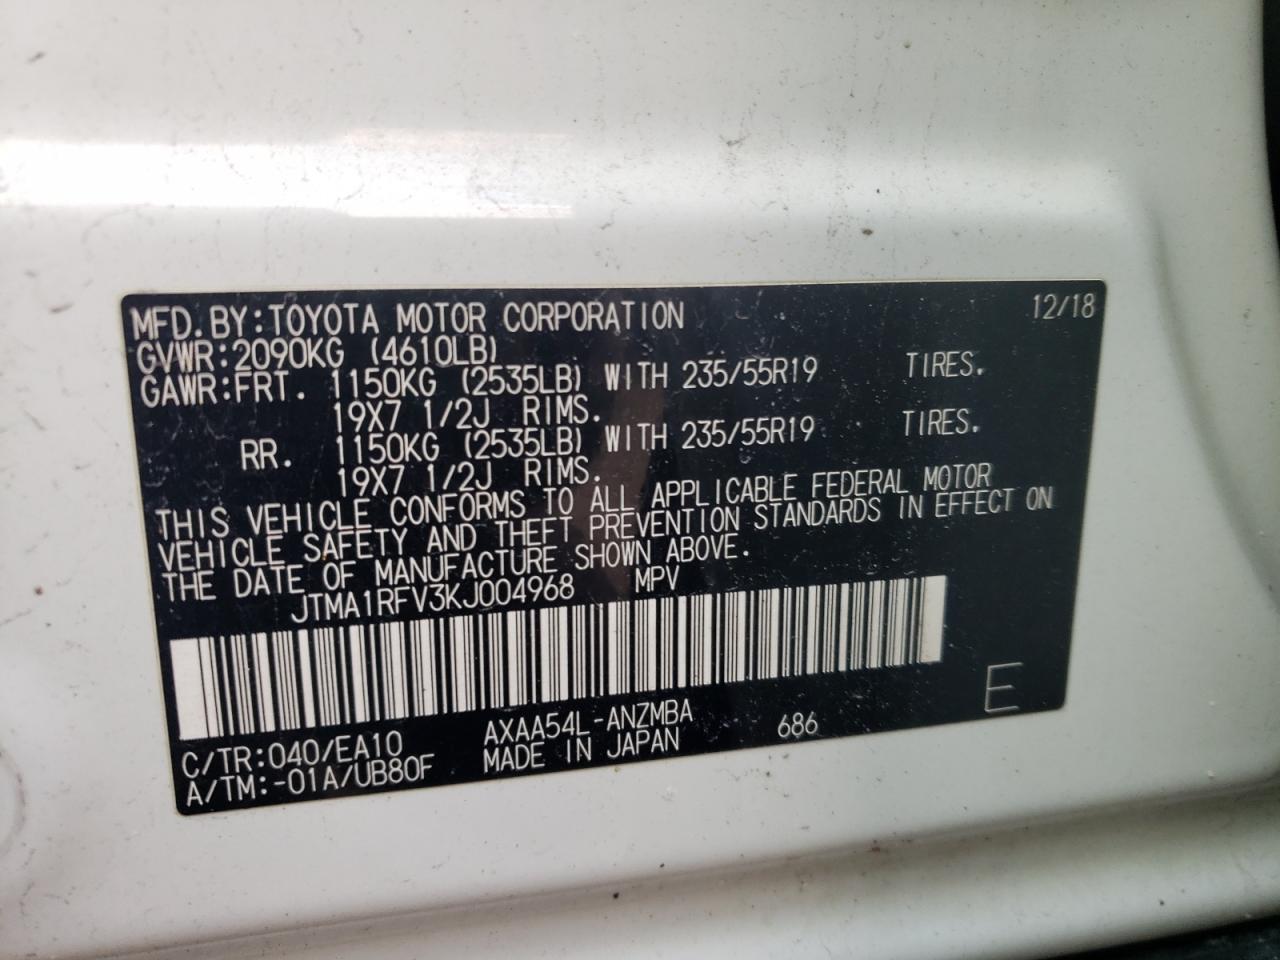 MFD.BY:TOYOTA MOTOR CORPORATION 12/18
GVWR:2090KG (4610LB)
GAWR:FRT. 1150KG (2535LB) WITH 235/55R19 TIRES.
19X7 1/2J RIMS.
RR. 1150KG (2535LB) WITH 235/55R19 TIRES.
19X7 1/2J RIMS.
THIS VEHICLE CONFORMS TO ALL APPLICABLE FEDERAL MOTOR
VEHICLE SAFETY AND THEFT PREVENTION STANDARDS IN EFFECT ON
THE DATE OF MANUFACTURE SHOWN ABOVE.
JTMA1RFV3KJ004968 MPV
E
C/TR:040/EA10 AXAA54L-ANZMBA 686
A/TM:-01A/UB80F MADE IN JAPAN